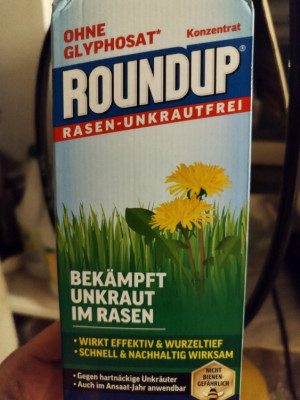 OHNE
GLYPHOSAT*
Konzentrat
ROUNDUP®
RASEN-UNKRAUTFREI
BEKÄMPFT
UNKRAUT
IM RASEN
• WIRKT EFFEKTIV & WURZELTIEF
• SCHNELL & NACHHALTIG WIRKSAM
• Gegen hartnäckige Unkräuter
• Auch im Ansaat-Jahr anwendbar
NICHT
BIENEN
GEFÄHRLICH